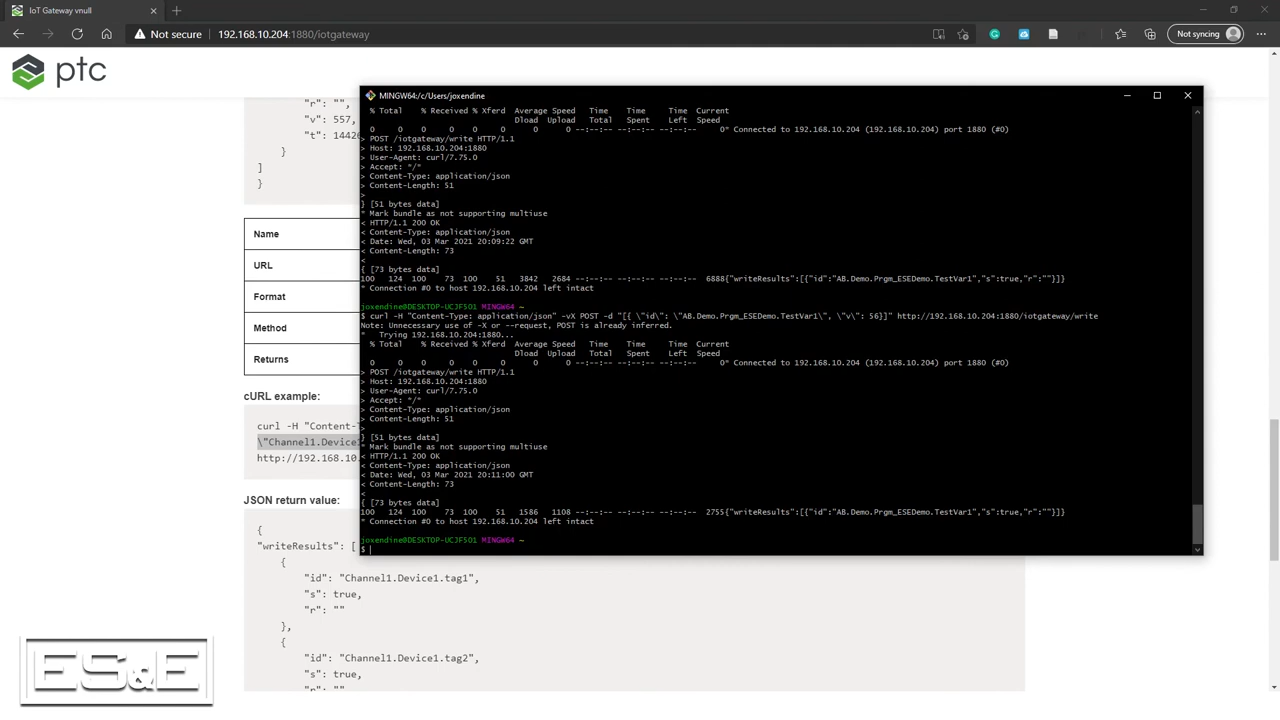 IoT Gateway vnull
Not secure
192.168.10.204:1880/iotgateway
Not syncing
ptc
"r": "",
"v": 557,
"t": 14426
}
]
}
Name
URL
Format
Method
Returns
cURL example:
curl -H "Content-T
\"Channel1.Device
http://192.168.10.
JSON return value:
{
"writeResults": [
{
"id": "Channel1.Device1.tag1",
"s": true,
"r": ""
},
{
"id": "Channel1.Device1.tag2",
"s": true,
"r": ""
ES&E
MINGW64:/c/Users/joxendine
% Total % Received % Xferd Average Speed Time Time Time Current
Dload Upload Total Spent Left Speed
0 0 0 0 0 0 0 0 --:--:-- --:--:-- --:--:-- 0* Connected to 192.168.10.204 (192.168.10.204) port 1880 (#0)
> POST /iotgateway/write HTTP/1.1
> Host: 192.168.10.204:1880
> User-Agent: curl/7.75.0
> Accept: */*
> Content-Type: application/json
> Content-Length: 51
>
} [51 bytes data]
* Mark bundle as not supporting multiuse
< HTTP/1.1 200 OK
< Content-Type: application/json
< Date: Wed, 03 Mar 2021 20:09:22 GMT
< Content-Length: 73
<
{ [73 bytes data]
100 124 100 73 100 51 3842 2684 --:--:-- --:--:-- --:--:-- 6888{"writeResults":[{"id":"AB.Demo.Prgm_ESEDemo.TestVar1","s":true,"r":""}]}
* Connection #0 to host 192.168.10.204 left intact
joxendine@DESKTOP-UCJF5O1 MINGW64 ~
$ curl -H "Content-Type: application/json" -vX POST -d "[{ \"id\": \"AB.Demo.Prgm_ESEDemo.TestVar1\", \"v\": 56}]" http://192.168.10.204:1880/iotgateway/write
Note: Unnecessary use of -X or --request, POST is already inferred.
* Trying 192.168.10.204:1880...
% Total % Received % Xferd Average Speed Time Time Time Current
Dload Upload Total Spent Left Speed
0 0 0 0 0 0 0 0 --:--:-- --:--:-- --:--:-- 0* Connected to 192.168.10.204 (192.168.10.204) port 1880 (#0)
> POST /iotgateway/write HTTP/1.1
> Host: 192.168.10.204:1880
> User-Agent: curl/7.75.0
> Accept: */*
> Content-Type: application/json
> Content-Length: 51
>
} [51 bytes data]
* Mark bundle as not supporting multiuse
< HTTP/1.1 200 OK
< Content-Type: application/json
< Date: Wed, 03 Mar 2021 20:11:00 GMT
< Content-Length: 73
<
{ [73 bytes data]
100 124 100 73 100 51 1586 1108 --:--:-- --:--:-- --:--:-- 2755{"writeResults":[{"id":"AB.Demo.Prgm_ESEDemo.TestVar1","s":true,"r":""}]}
* Connection #0 to host 192.168.10.204 left intact
joxendine@DESKTOP-UCJF5O1 MINGW64 ~
$